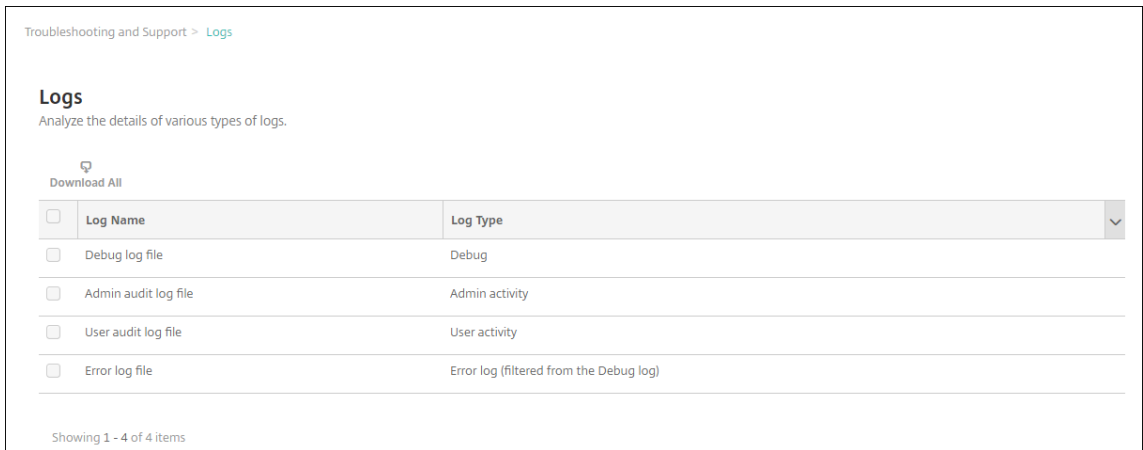 Troubleshooting and Support > Logs
Logs
Analyze the details of various types of logs.
Download All
Log Name Log Type
Debug log file Debug
Admin audit log file Admin activity
User audit log file User activity
Error log file Error log (filtered from the Debug log)
Showing 1 - 4 of 4 items